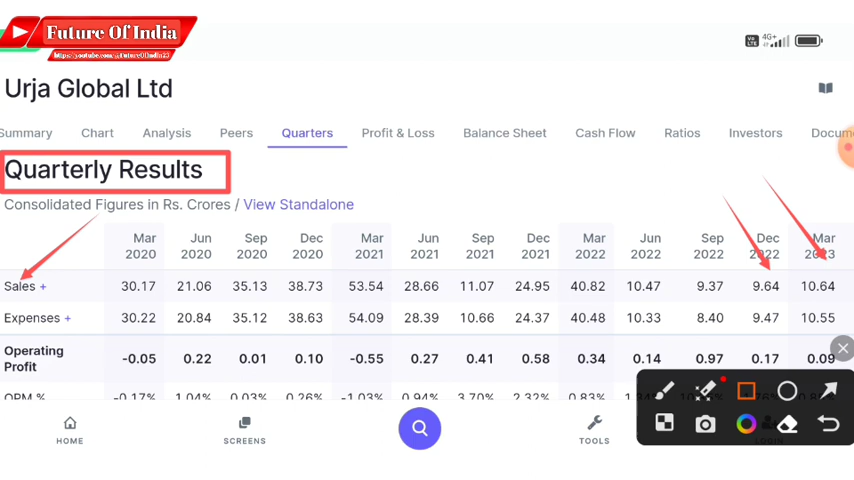 Future Of India
Vo LTE 4G+
Urja Global Ltd
Summary Chart Analysis Peers Quarters Profit & Loss Balance Sheet Cash Flow Ratios Investors
Quarterly Results
Consolidated Figures in Rs. Crores / View Standalone
Mar Jun Sep Dec Mar Jun Sep Dec Mar Jun Sep Dec Mar
2020 2020 2020 2020 2021 2021 2021 2021 2022 2022 2022 2022 2023
Sales + 30.17 21.06 35.13 38.73 53.54 28.66 11.07 24.95 40.82 10.47 9.37 9.64 10.64
Expenses + 30.22 20.84 35.12 38.63 54.09 28.39 10.66 24.37 40.48 10.33 8.40 9.47 10.55
Operating
Profit -0.05 0.22 0.01 0.10 -0.55 0.27 0.41 0.58 0.34 0.14 0.97 0.17 0.09
OPM % -0.17% 1.04% 0.03% 0.26% -1.03% 0.94% 3.70% 2.32% 0.83%
HOME SCREENS TOOLS LOGIN